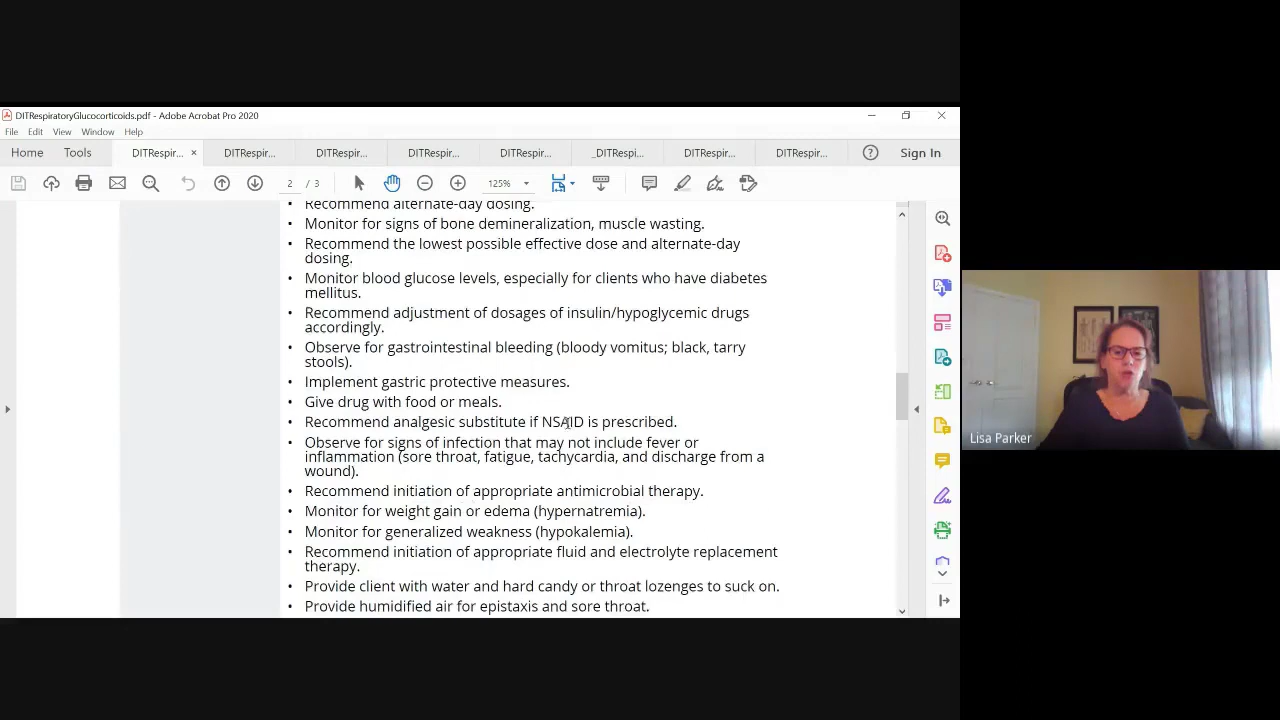 DITRespiratoryGlucocorticoids.pdf - Adobe Acrobat Pro 2020
File Edit View Window Help
Home Tools DITRespir... × DITRespir... DITRespir... DITRespir... DITRespir... _DITRespi... DITRespir... DITRespir... Sign In
2 / 3 125%
Recommend alternate-day dosing.
• Monitor for signs of bone demineralization, muscle wasting.
• Recommend the lowest possible effective dose and alternate-day
dosing.
• Monitor blood glucose levels, especially for clients who have diabetes
mellitus.
• Recommend adjustment of dosages of insulin/hypoglycemic drugs
accordingly.
• Observe for gastrointestinal bleeding (bloody vomitus; black, tarry
stools).
• Implement gastric protective measures.
• Give drug with food or meals.
• Recommend analgesic substitute if NSAID is prescribed.
• Observe for signs of infection that may not include fever or
inflammation (sore throat, fatigue, tachycardia, and discharge from a
wound).
• Recommend initiation of appropriate antimicrobial therapy.
• Monitor for weight gain or edema (hypernatremia).
• Monitor for generalized weakness (hypokalemia).
• Recommend initiation of appropriate fluid and electrolyte replacement
therapy.
• Provide client with water and hard candy or throat lozenges to suck on.
• Provide humidified air for epistaxis and sore throat.
Lisa Parker